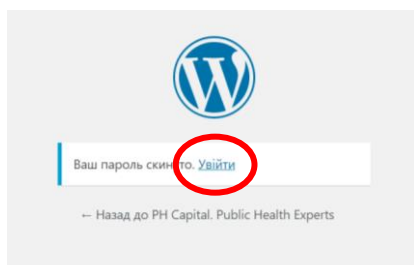 Ваш пароль скинуто. Увійти
← Назад до PH Capital. Public Health Experts